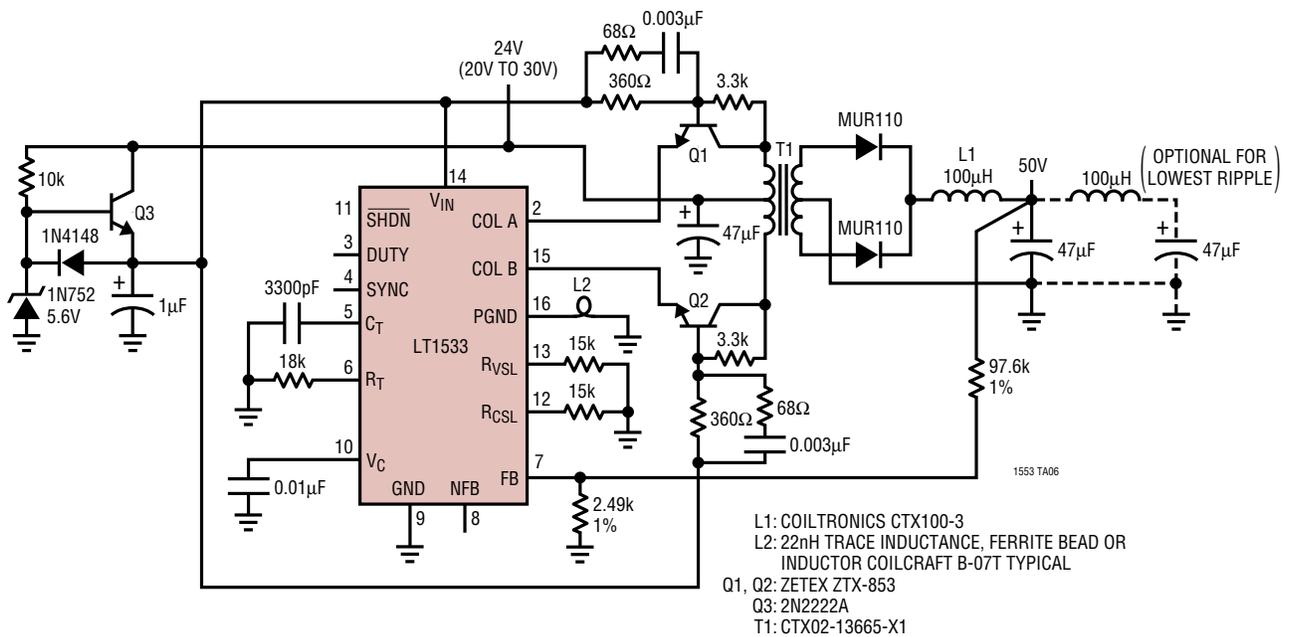 0.003µF
68Ω
24V
(20V TO 30V)
360Ω
3.3k
MUR110
Q1
T1
L1
100µH
50V
100µH
(OPTIONAL FOR
LOWEST RIPPLE)
10k
Q3
14
VIN
11
SHDN
COL A
2
1N4148
3
DUTY
47µF
MUR110
47µF
47µF
4
SYNC
COL B
15
1N752
5.6V
1µF
3300pF
5
CT
PGND
16
L2
Q2
LT1533
18k
6
RT
RVSL
13
15k
3.3k
RCSL
12
15k
97.6k
1%
360Ω
68Ω
0.003µF
10
VC
0.01µF
FB
7
GND
NFB
9
8
2.49k
1%
1553 TA06
L1: COILTRONICS CTX100-3
L2: 22nH TRACE INDUCTANCE, FERRITE BEAD OR
INDUCTOR COILCRAFT B-07T TYPICAL
Q1, Q2: ZETEX ZTX-853
Q3: 2N2222A
T1: CTX02-13665-X1